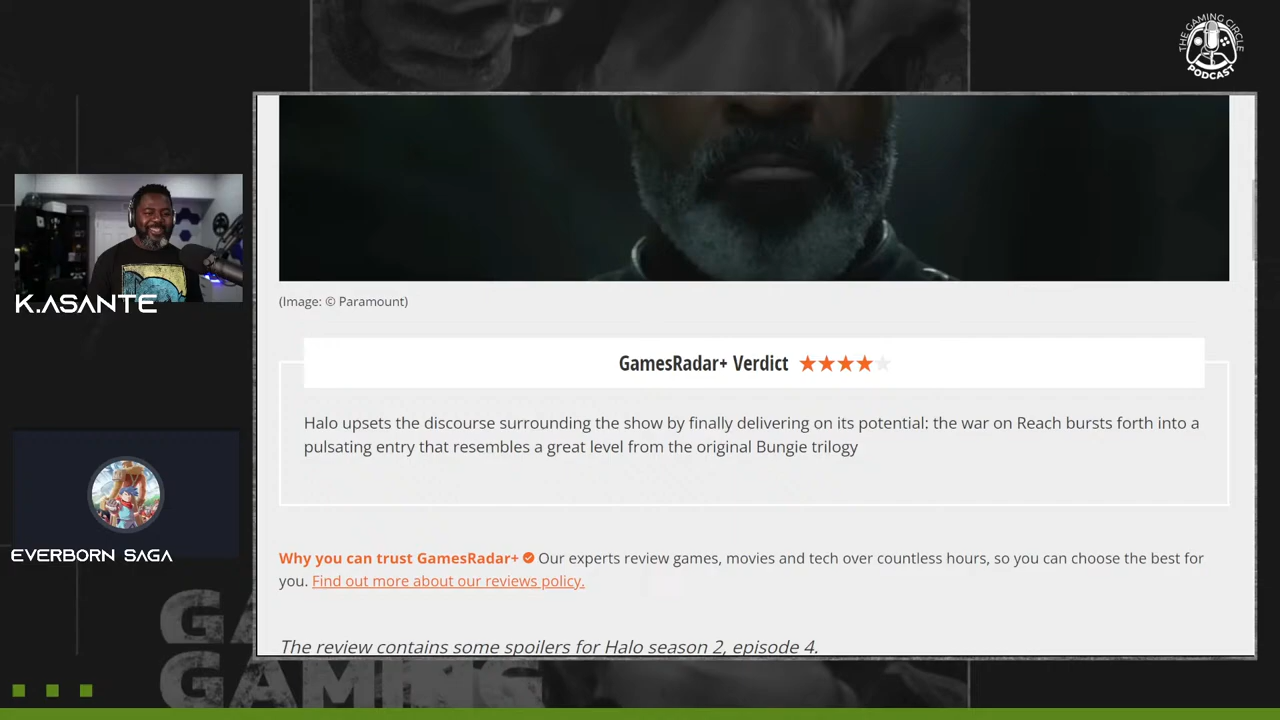 THE GAMING CIRCLE
PODCAST
K.ASANTE
(Image: © Paramount)
GamesRadar+ Verdict
Halo upsets the discourse surrounding the show by finally delivering on its potential: the war on Reach bursts forth into a
pulsating entry that resembles a great level from the original Bungie trilogy
EVERBORN SAGA
Why you can trust GamesRadar+ Our experts review games, movies and tech over countless hours, so you can choose the best for
you. Find out more about our reviews policy.
The review contains some spoilers for Halo season 2, episode 4.
GA
GAMING